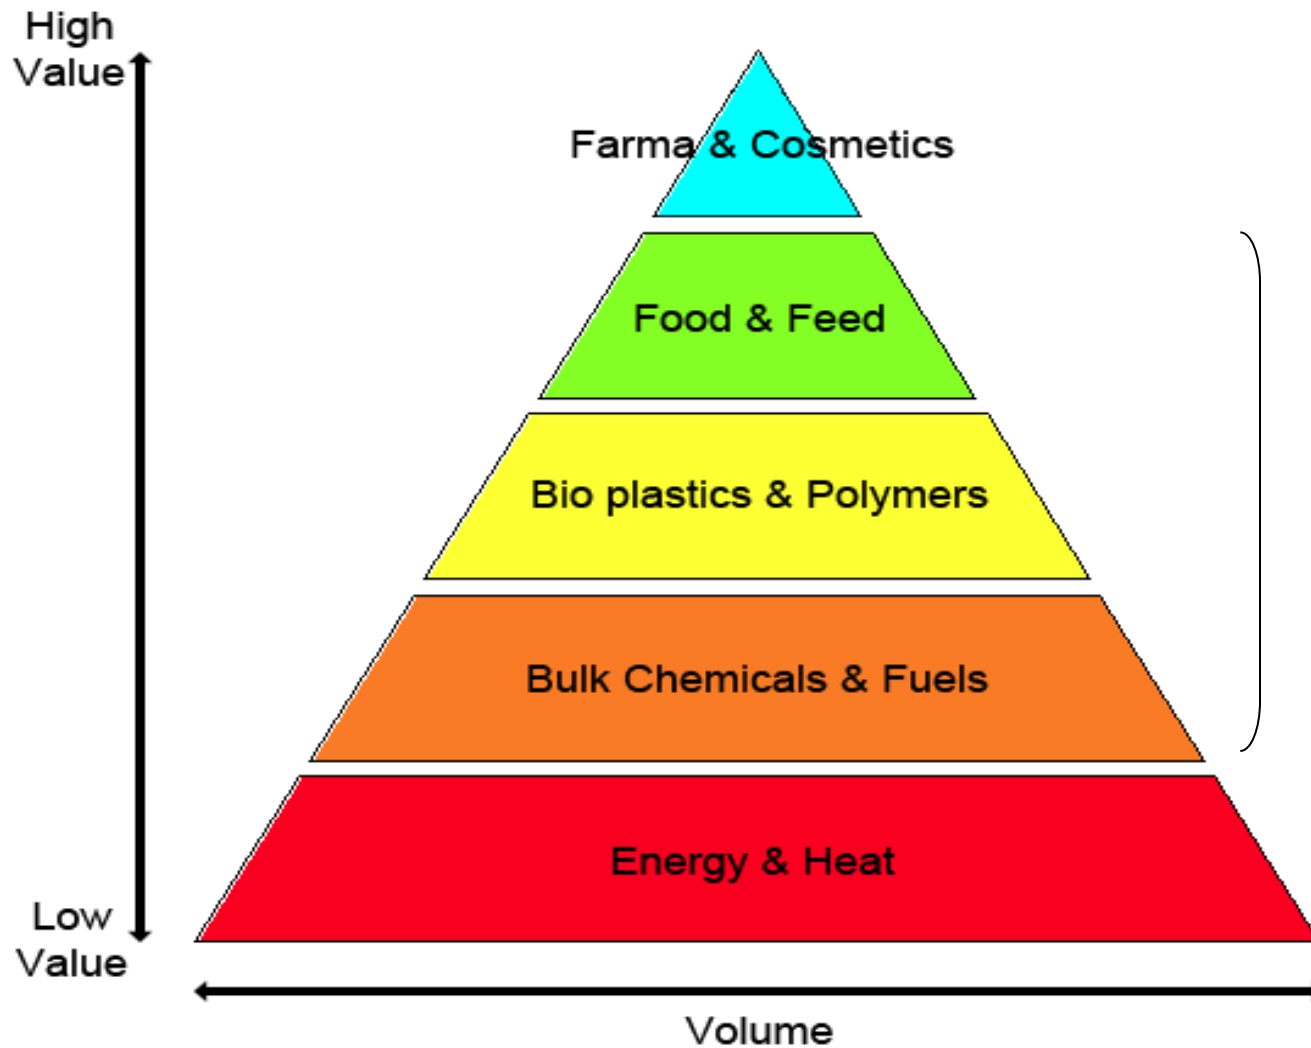 High
Value
Farma & Cosmetics
Food & Feed
Bio plastics & Polymers
Bulk Chemicals & Fuels
Energy & Heat
Low
Value
Volume